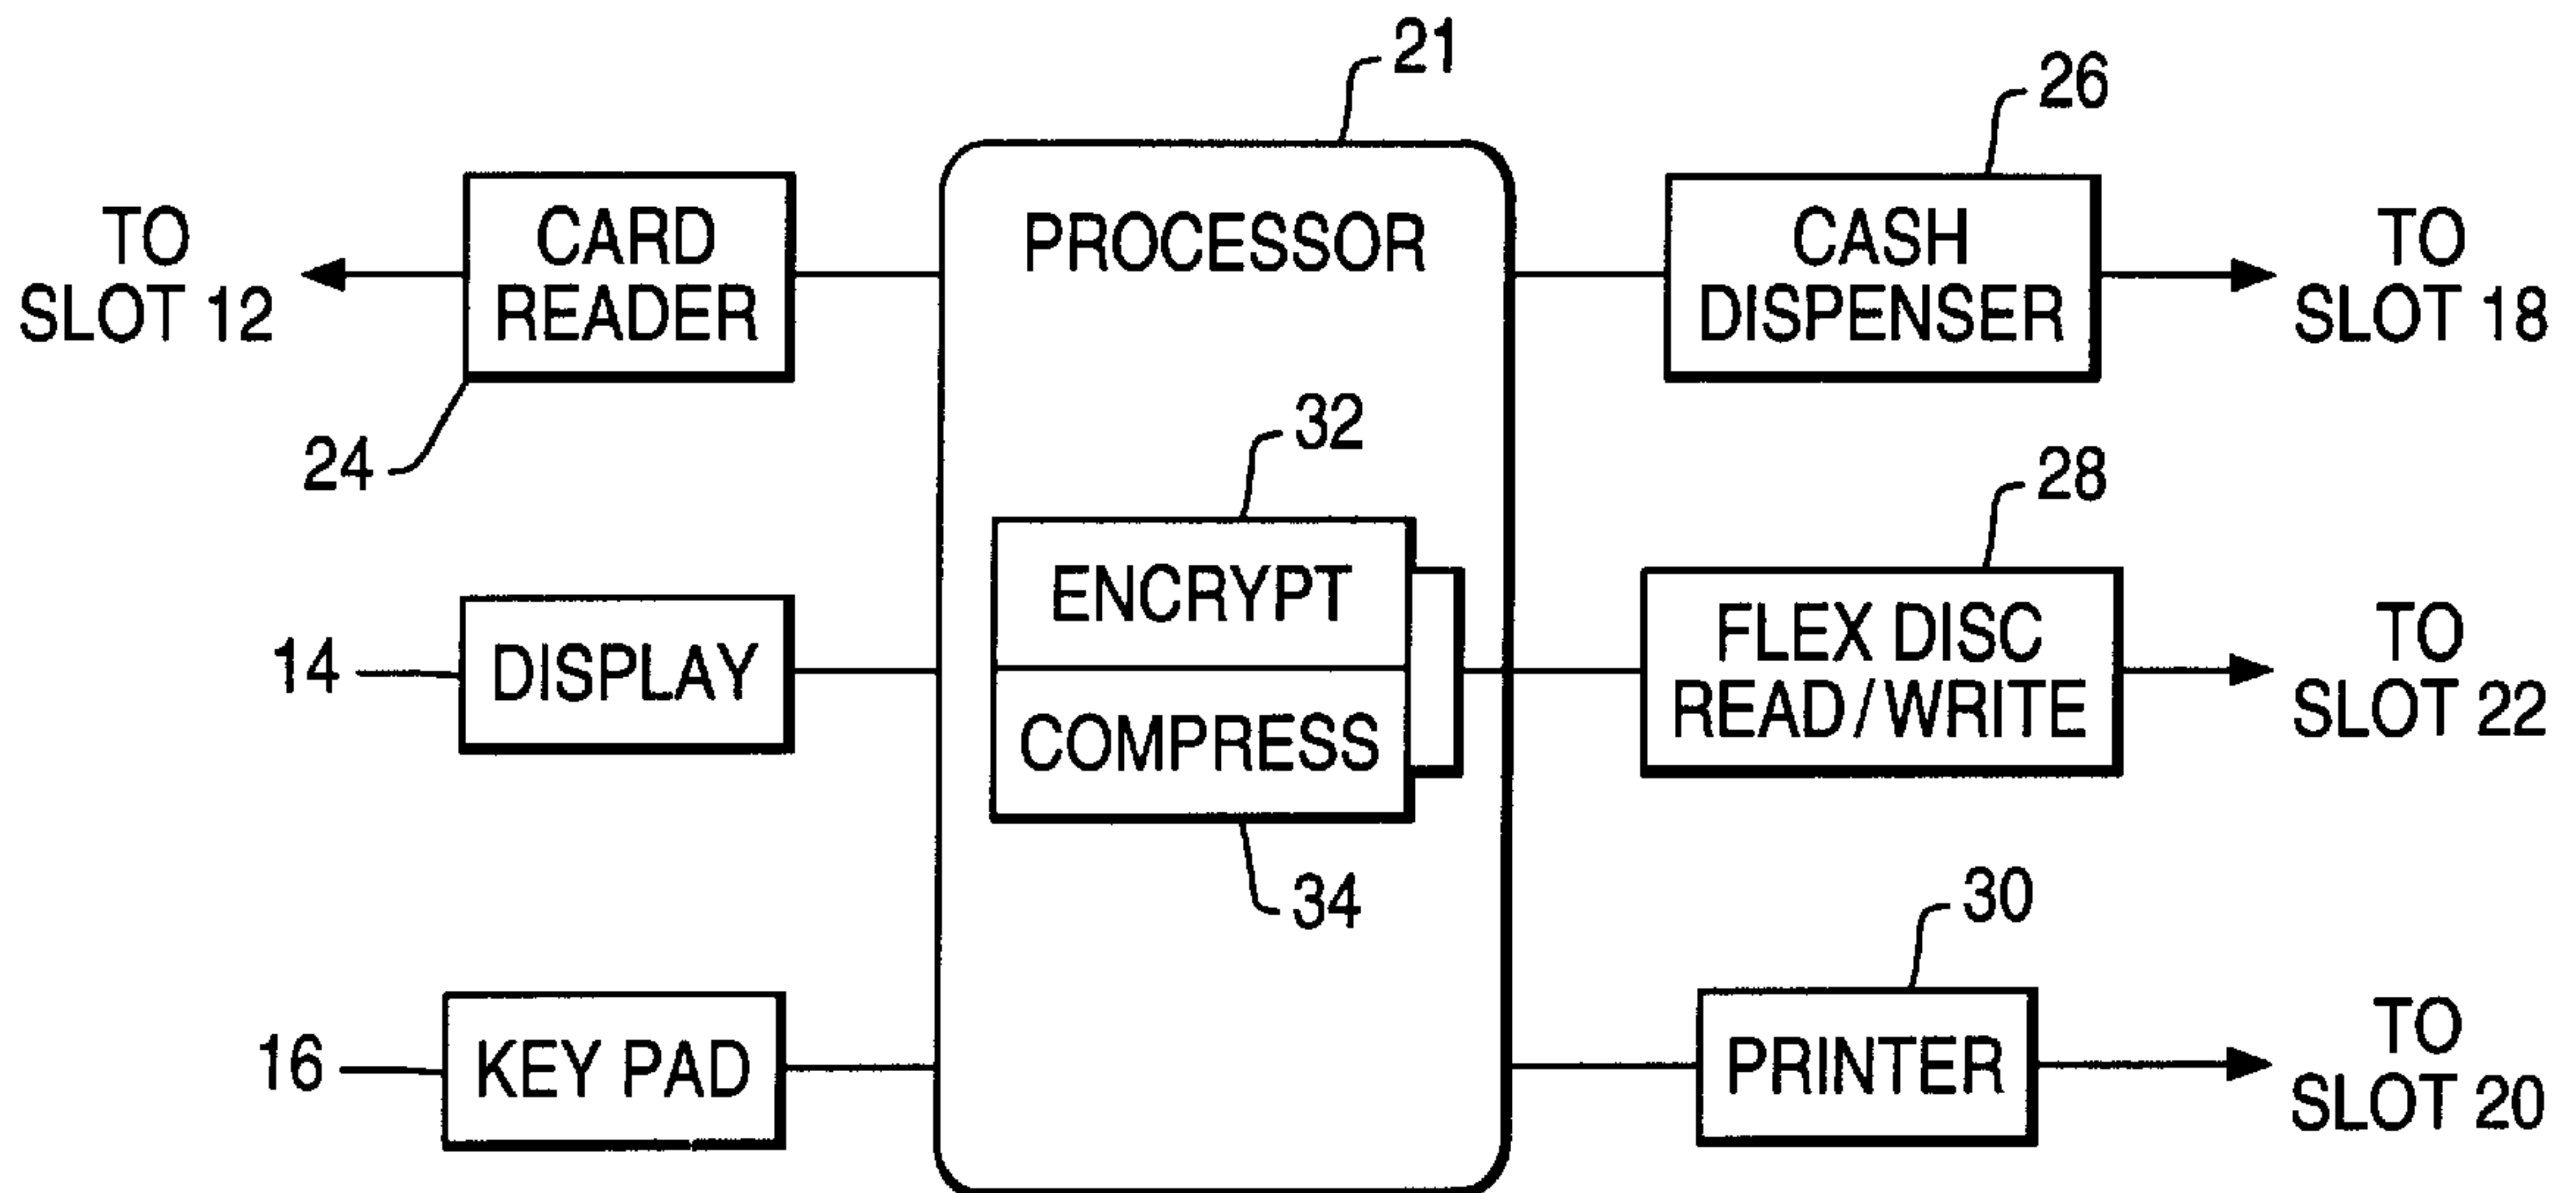 21
26
TO
SLOT 12
CARD
READER
PROCESSOR
CASH
DISPENSER
TO
SLOT 18
24
32
28
14
DISPLAY
ENCRYPT
COMPRESS
FLEX DISC
READ/WRITE
TO
SLOT 22
34
30
16
KEY PAD
PRINTER
TO
SLOT 20